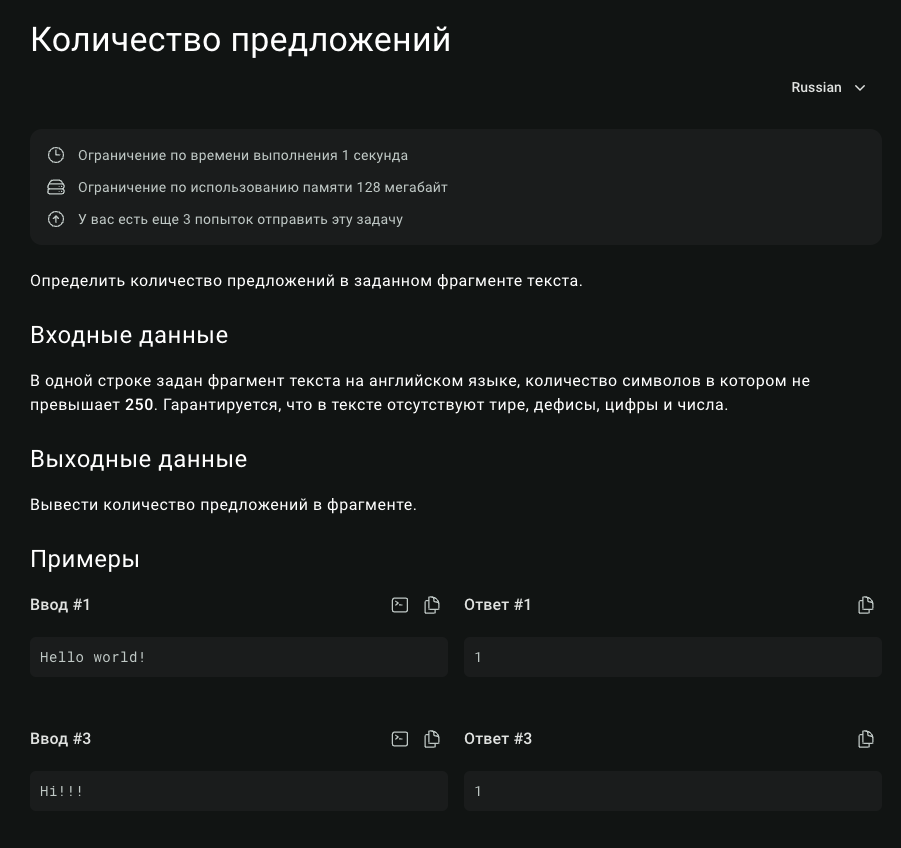 Количество предложений
Russian
Ограничение по времени выполнения 1 секунда
Ограничение по использованию памяти 128 мегабайт
У вас есть еще 3 попыток отправить эту задачу
Определить количество предложений в заданном фрагменте текста.
Входные данные
В одной строке задан фрагмент текста на английском языке, количество символов в котором не
превышает 250. Гарантируется, что в тексте отсутствуют тире, дефисы, цифры и числа.
Выходные данные
Вывести количество предложений в фрагменте.
Примеры
Ввод #1
Ответ #1
Hello world!
1
Ввод #3
Ответ #3
Hi!!!
1